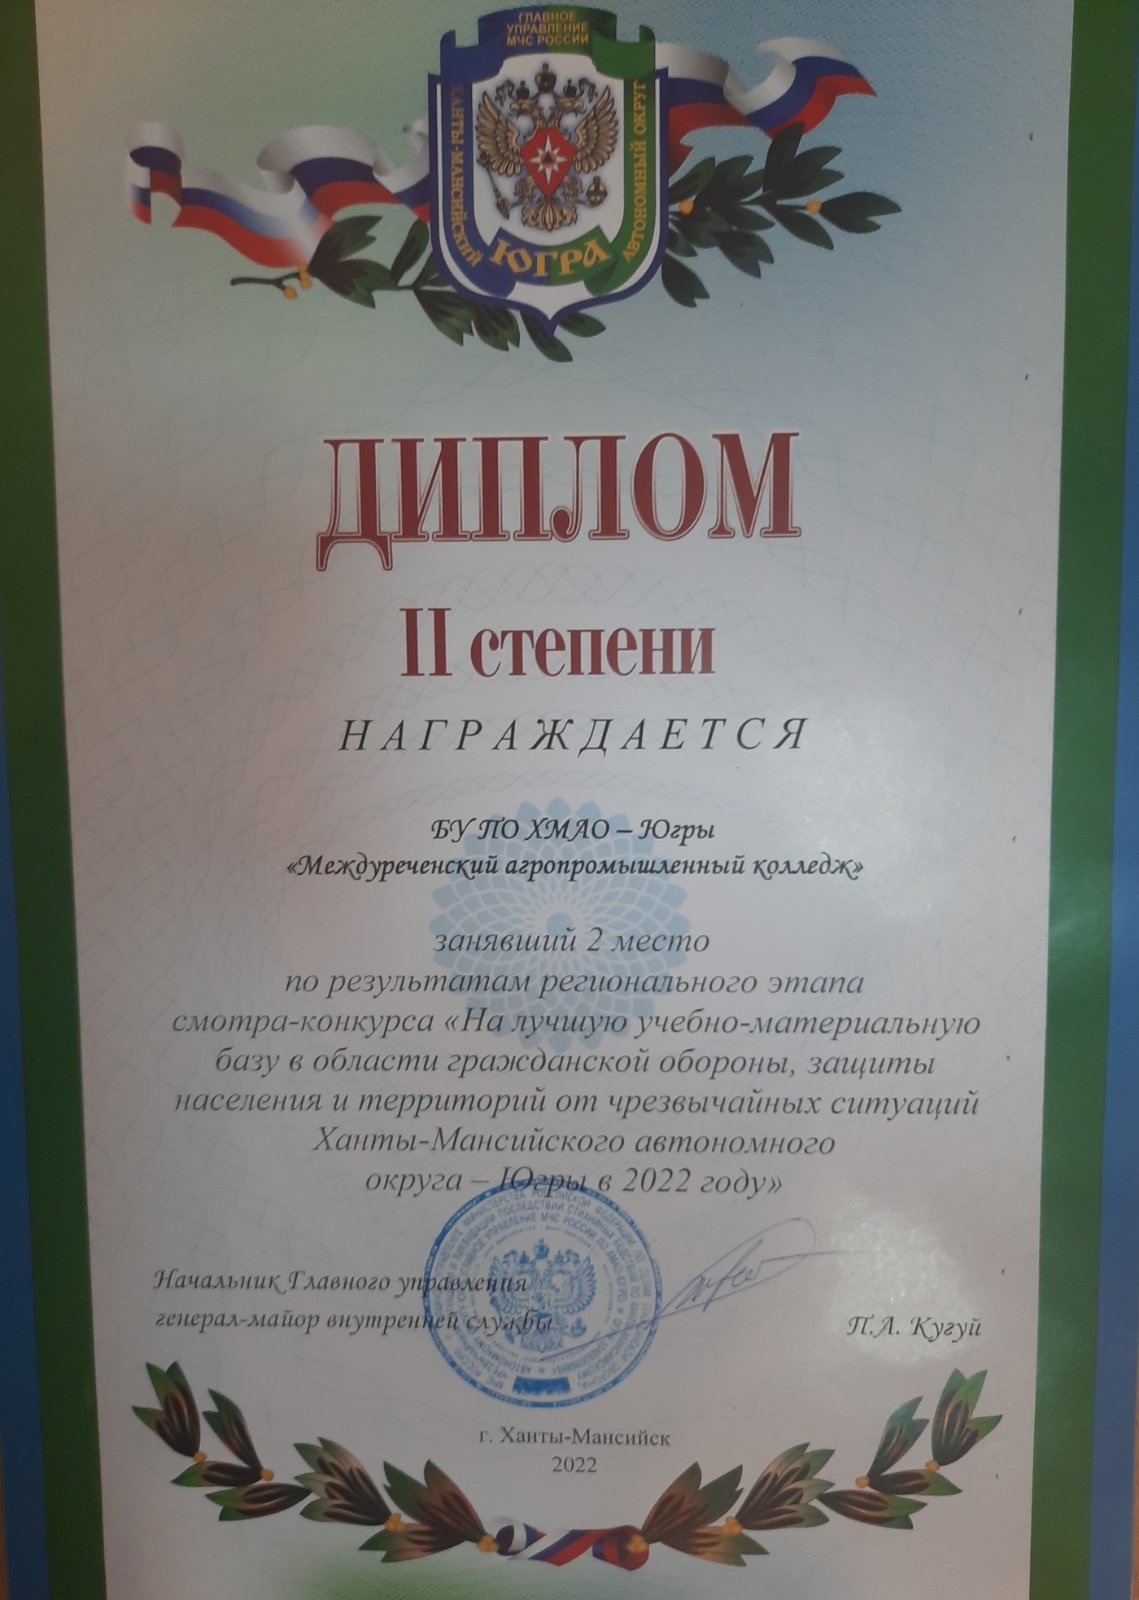 ГЛАВНОЕ
УПРАВЛЕНИЕ
МЧС РОССИИ
ХАНТЫ-МАНСИЙСКИЙ
АВТОНОМНЫЙ ОКРУГ
ЮГРА
ДИПЛОМ
II степени
НАГРАЖДАЕТСЯ
БУ ПО ХМАО – Югры
«Междуреченский агропромышленный колледж»
занявший 2 место
по результатам регионального этапа
смотра-конкурса «На лучшую учебно-материальную
базу в области гражданской обороны, защиты
населения и территорий от чрезвычайных ситуаций
Ханты-Мансийского автономного
округа – Югры в 2022 году»
Начальник Главного управления
генерал-майор внутренней службы
П.А. Кугуй
г. Ханты-Мансийск
2022